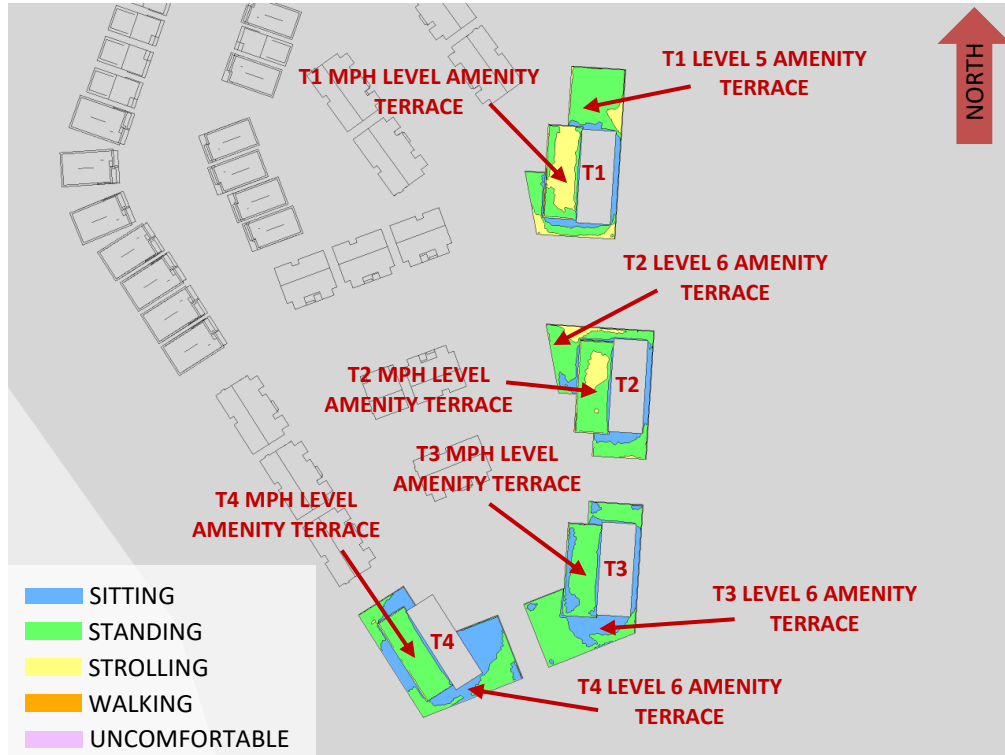 T1 MPH LEVEL AMENITY
TERRACE
T1 LEVEL 5 AMENITY
TERRACE
NORTH
T1
T2 LEVEL 6 AMENITY
TERRACE
T2 MPH LEVEL
AMENITY TERRACE
T2
T3 MPH LEVEL
AMENITY TERRACE
T4 MPH LEVEL
AMENITY TERRACE
T3
T3 LEVEL 6 AMENITY
TERRACE
T4
T4 LEVEL 6 AMENITY
TERRACE
SITTING
STANDING
STROLLING
WALKING
UNCOMFORTABLE